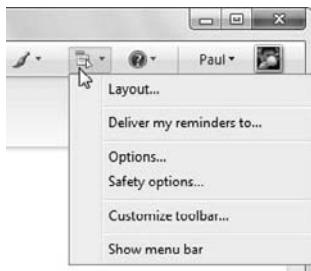 Paul
Layout...
Deliver my reminders to...
Options...
Safety options...
Customize toolbar...
Show menu bar